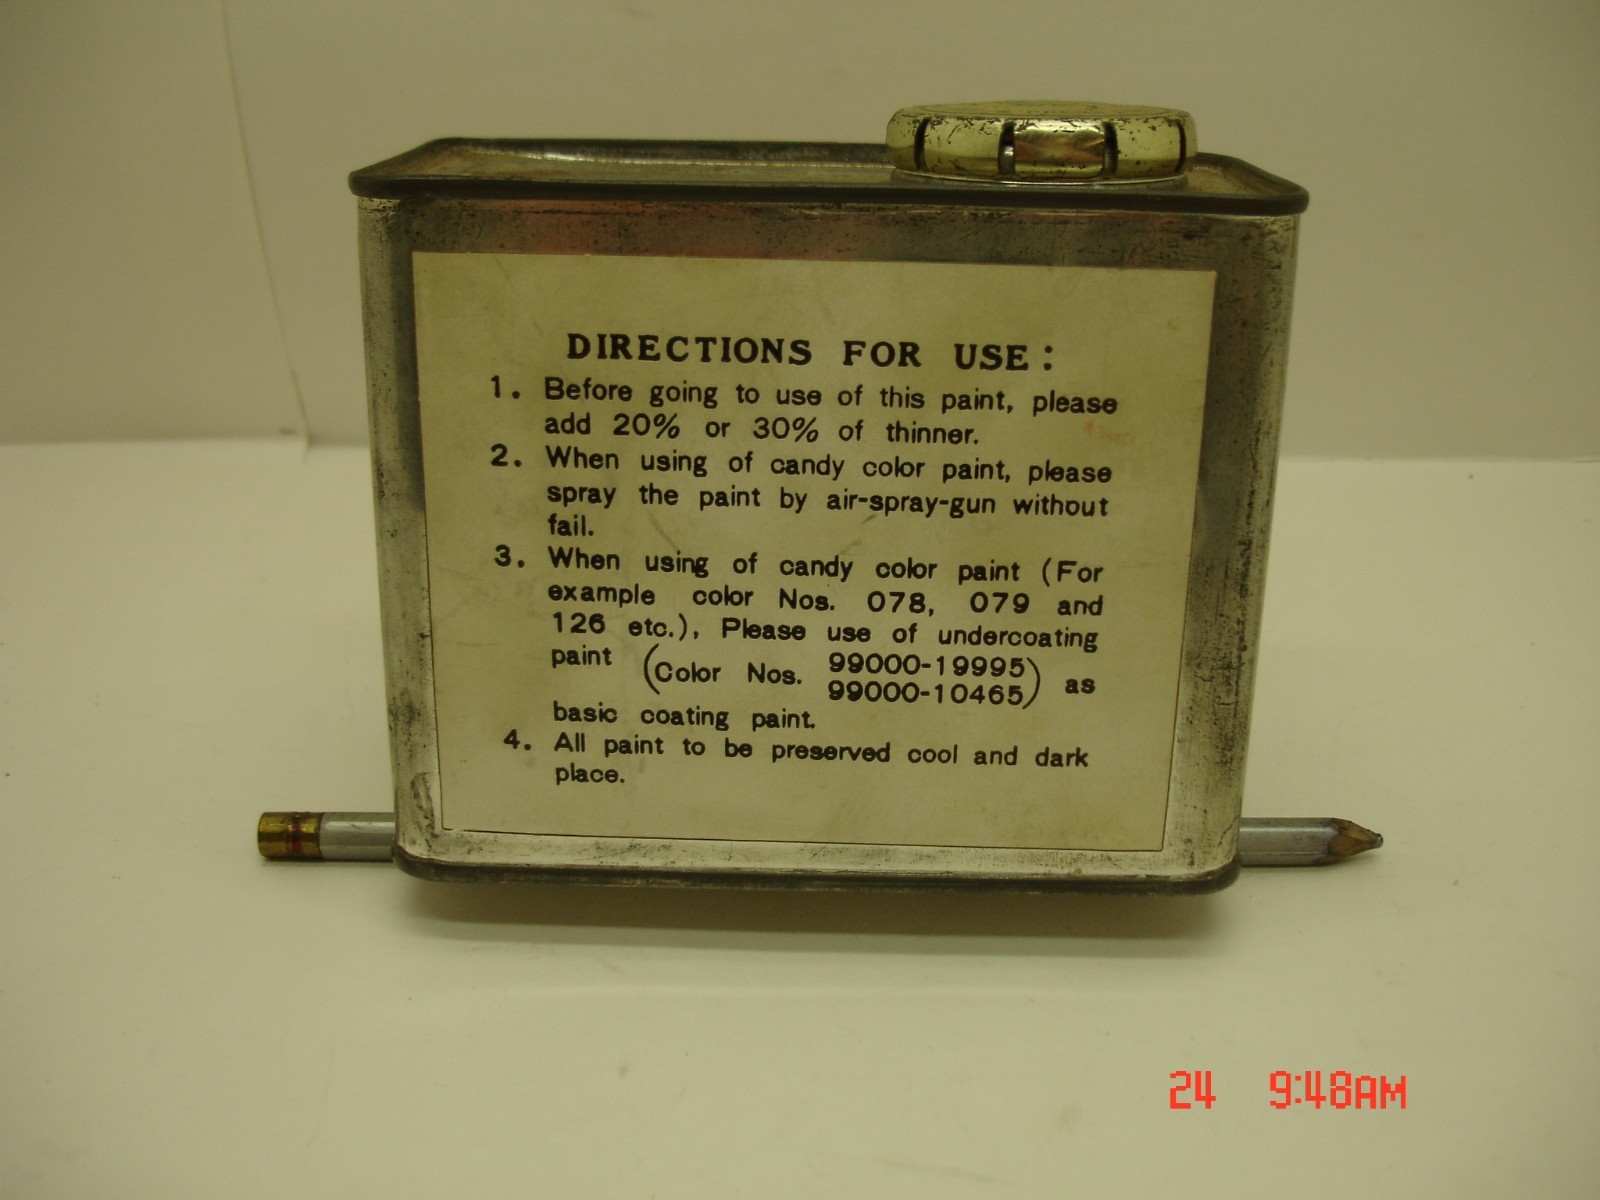 DIRECTIONS FOR USE :
1. Before going to use of this paint, please
add 20% or 30% of thinner.
2. When using of candy color paint, please
spray the paint by air-spray-gun without
fail.
3. When using of candy color paint (For
example color Nos. 078, 079 and
126 etc.), Please use of undercoating
paint (Color Nos. 99000-19995
99000-10465) as
basic coating paint.
4. All paint to be preserved cool and dark
place.
24 9:48AM